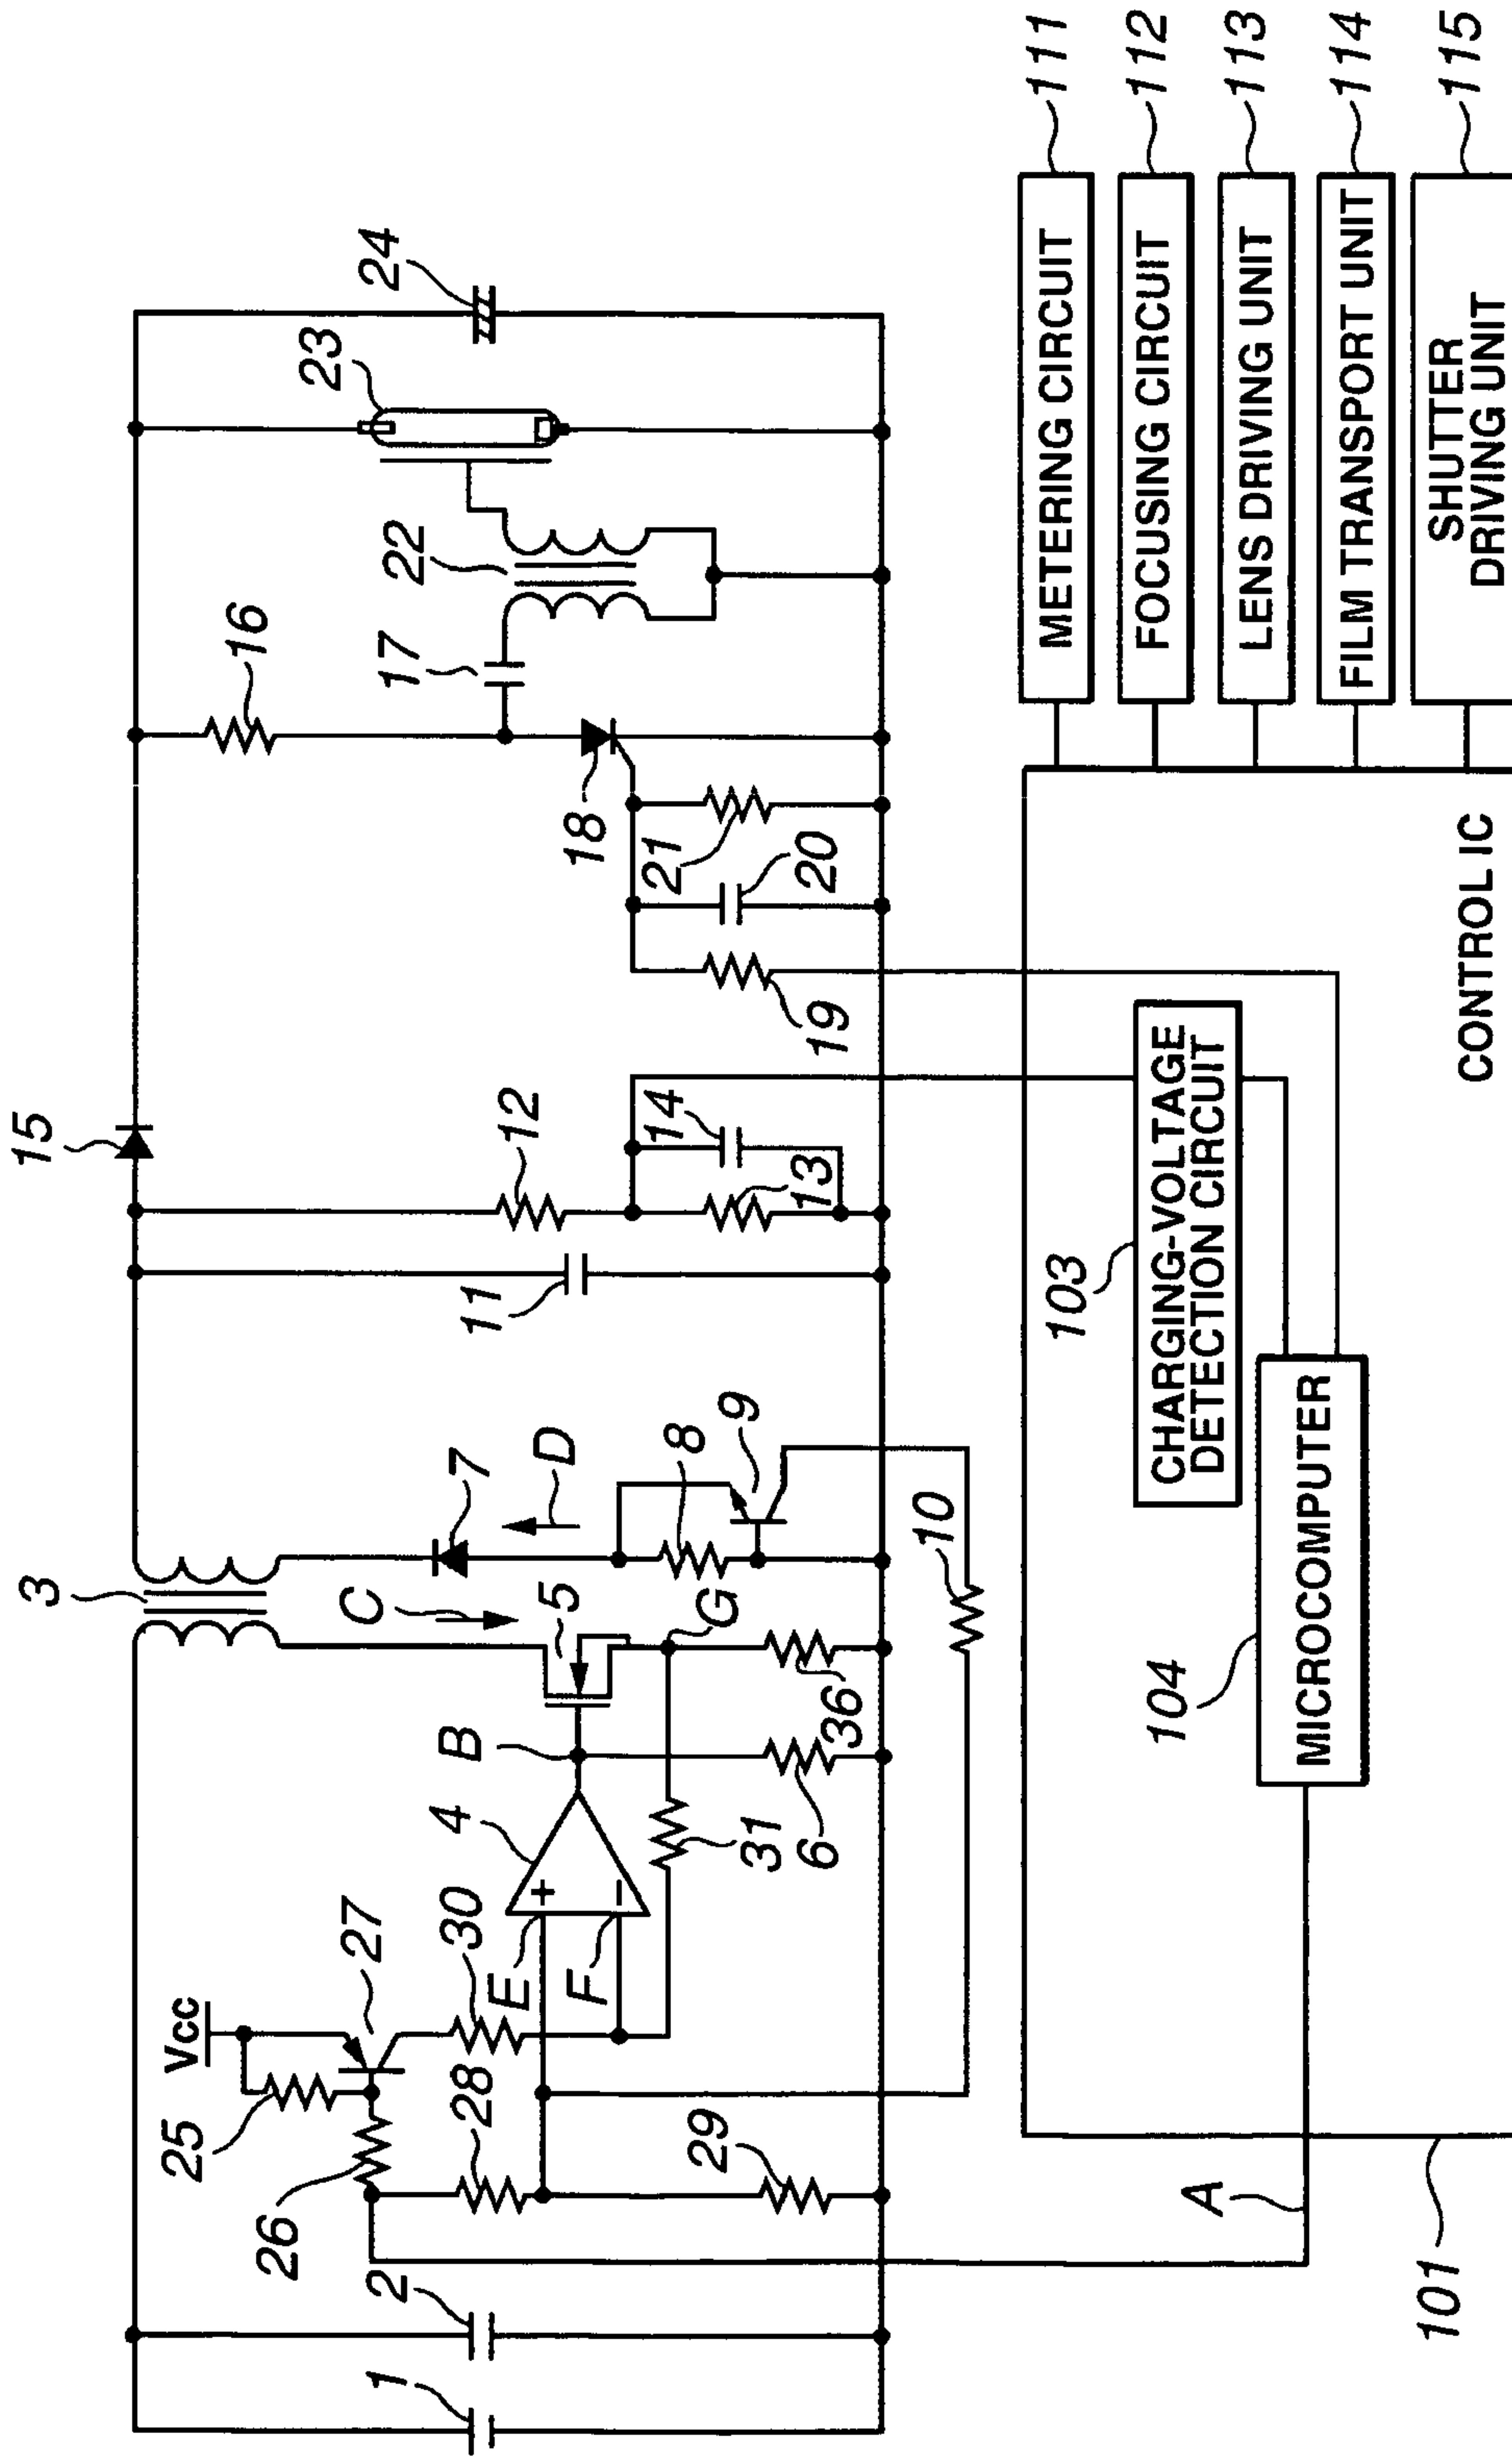 15
3
16
24
23
22
17
12
C
D
7
Vcc
27
25
26
28
30
4
B
5
18
11
2
1
E
F
G
8
9
21
14
20
13
19
29
31
6
36
10
111
METERING CIRCUIT
112
FOCUSING CIRCUIT
113
LENS DRIVING UNIT
114
FILM TRANSPORT UNIT
115
SHUTTER
DRIVING UNIT
103
CHARGING-VOLTAGE
DETECTION CIRCUIT
104
MICROCOMPUTER
A
101
CONTROL IC
+
−